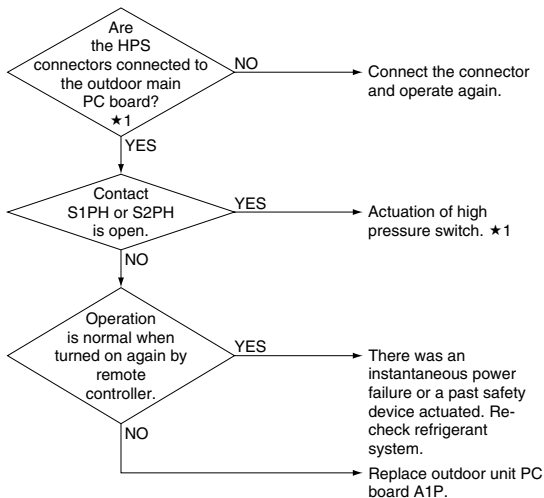 Are
the HPS
connectors connected to
the outdoor main
PC board?
★1
NO
Connect the connector
and operate again.
YES
Contact
S1PH or S2PH
is open.
YES
Actuation of high
pressure switch. ★1
NO
Operation
is normal when
turned on again by
remote
controller.
YES
There was an
instantaneous power
failure or a past safety
device actuated. Re-
check refrigerant
system.
NO
Replace outdoor unit PC
board A1P.